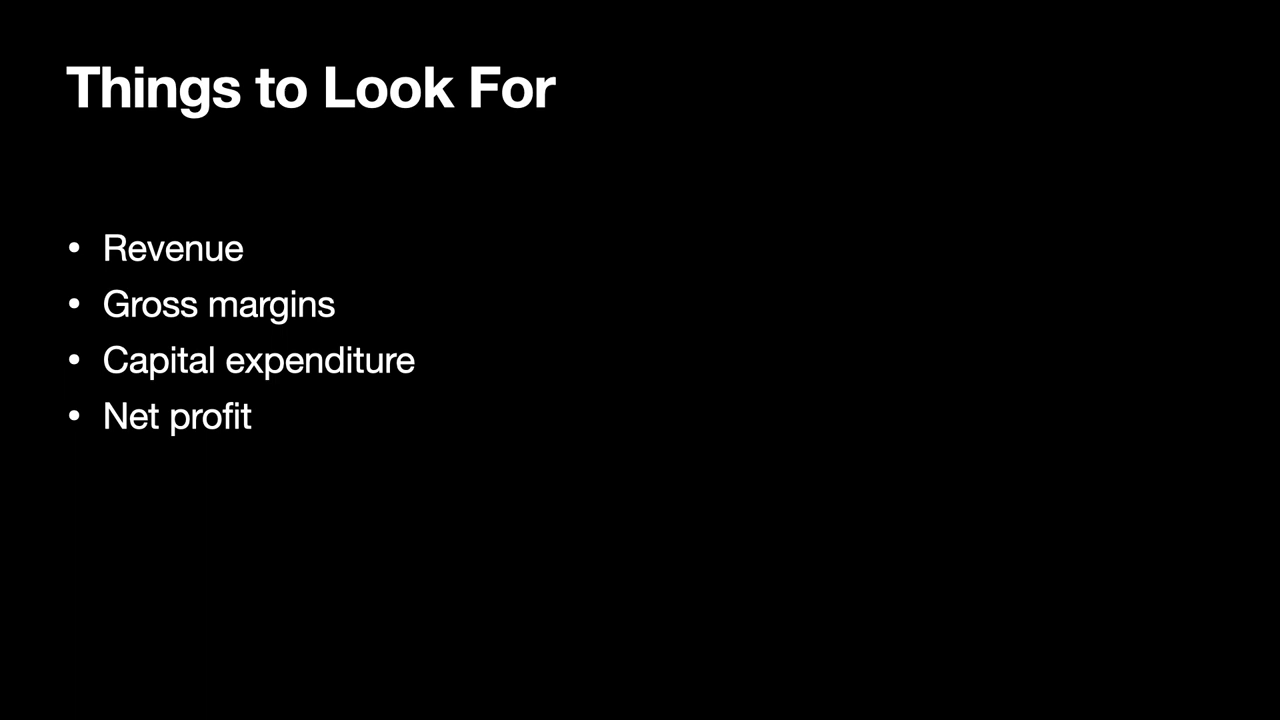 Things to Look For
• Revenue
• Gross margins
• Capital expenditure
• Net profit